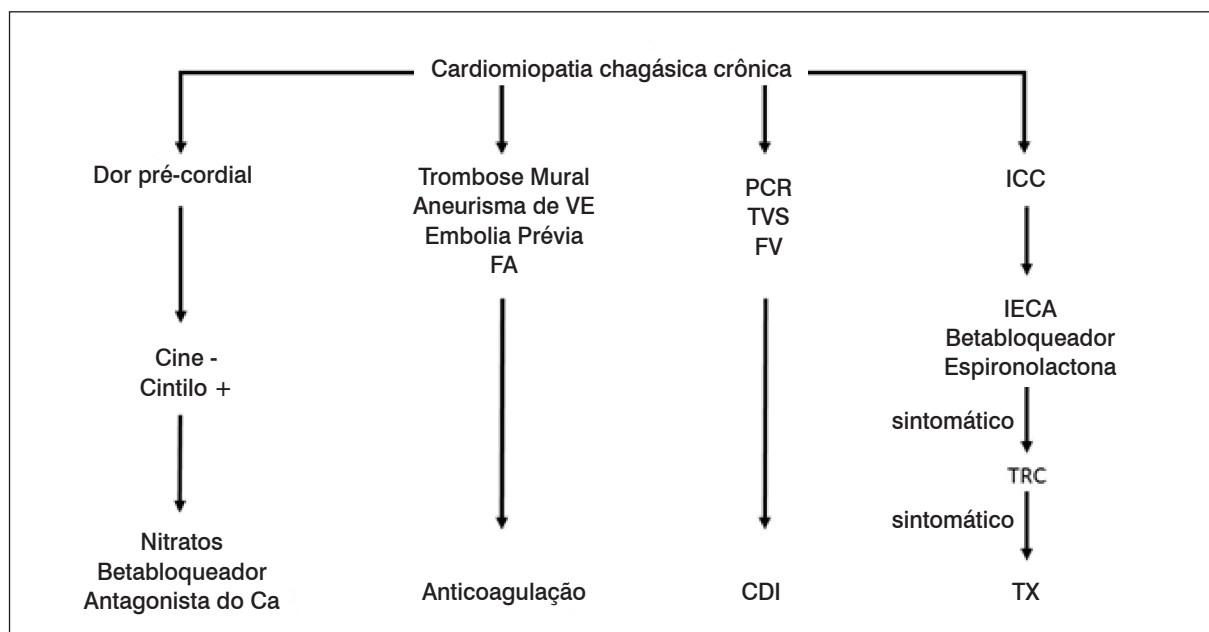 Cardiomiopatia chagásica crônica
Dor pré-cordial
Cine -
Cintilo +
Nitratos
Betabloqueador
Antagonista do Ca
Trombose Mural
Aneurisma de VE
Embolia Prévia
FA
Anticoagulação
PCR
TVS
FV
CDI
ICC
IECA
Betabloqueador
Espironolactona
sintomático
TRC
sintomático
TX